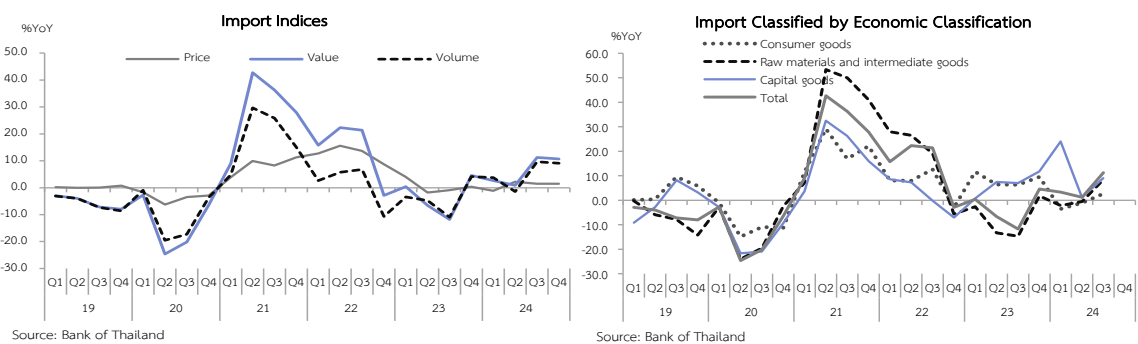 Import Indices
%YoY
Price Value Volume
50.0
40.0
30.0
20.0
10.0
0.0
-10.0
-20.0
-30.0
Q1 Q2 Q3 Q4 Q1 Q2 Q3 Q4 Q1 Q2 Q3 Q4 Q1 Q2 Q3 Q4 Q1 Q2 Q3 Q4 Q1 Q2 Q3 Q4
19 20 21 22 23 24
Source: Bank of Thailand
Import Classified by Economic Classification
%YoY
Consumer goods
Raw materials and intermediate goods
Capital goods
Total
60.0
50.0
40.0
30.0
20.0
10.0
0.0
-10.0
-20.0
-30.0
Q1 Q2 Q3 Q4 Q1 Q2 Q3 Q4 Q1 Q2 Q3 Q4 Q1 Q2 Q3 Q4 Q1 Q2 Q3 Q4 Q1 Q2 Q3 Q4
19 20 21 22 23 24
Source: Bank of Thailand